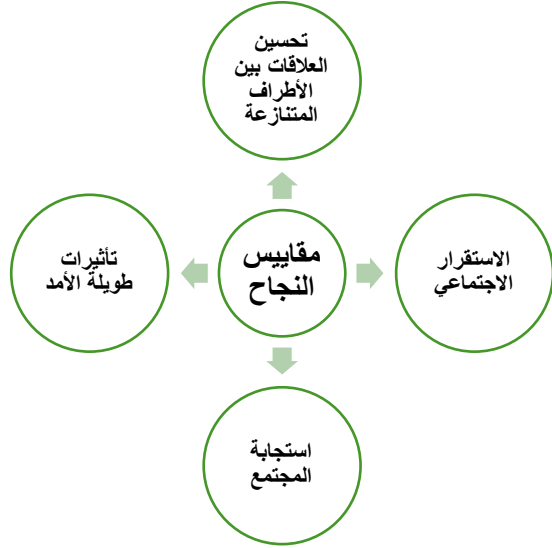 تحسين
العلاقات بين
الأطراف
المتنازعة
الاستقرار
الاجتماعي
مقاييس
النجاح
تأثيرات
طويلة الأمد
استجابة
المجتمع